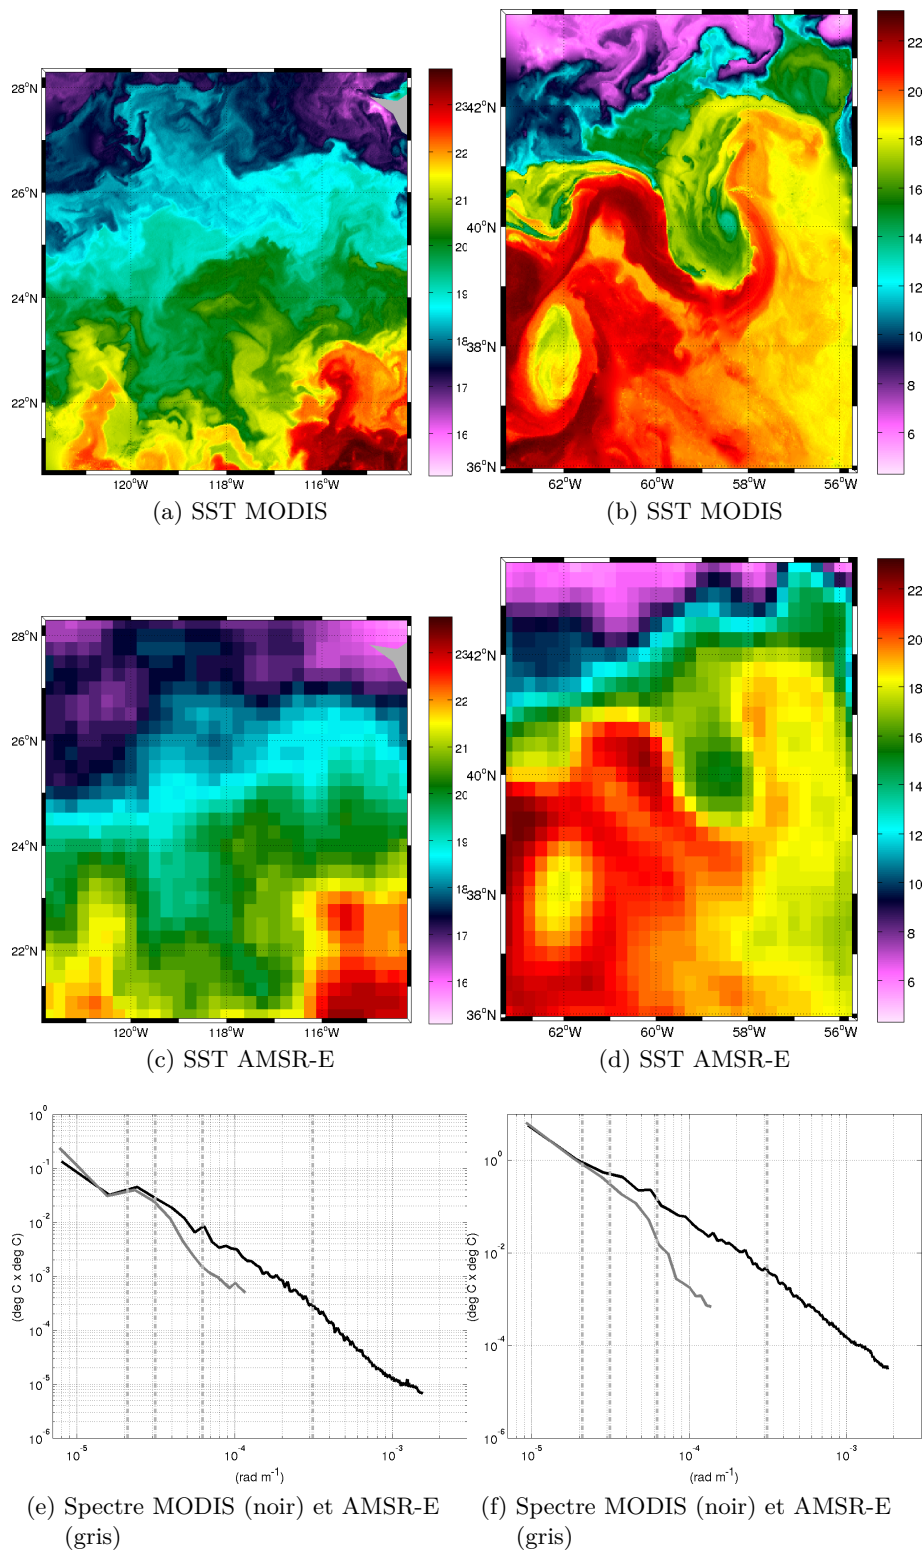 28°N
26°N
24°N
22°N
120°W 118°W 116°W
23
22
21
20
19
18
17
16
(a) SST MODIS
42°N
40°N
38°N
36°N
62°W 60°W 58°W 56°W
22
20
18
16
14
12
10
8
6
(b) SST MODIS
28°N
26°N
24°N
22°N
120°W 118°W 116°W
23
22
21
20
19
18
17
16
(c) SST AMSR-E
42°N
40°N
38°N
36°N
62°W 60°W 58°W 56°W
22
20
18
16
14
12
10
8
6
(d) SST AMSR-E
10^0
10^-1
10^-2
10^-3
10^-4
10^-5
10^-6
(deg C x deg C)
10^-5 10^-4 10^-3
(rad m^-1)
(e) Spectre MODIS (noir) et AMSR-E
(gris)
10^0
10^-2
10^-4
10^-6
(deg C x deg C)
10^-5 10^-4 10^-3
(rad m^-1)
(f) Spectre MODIS (noir) et AMSR-E
(gris)